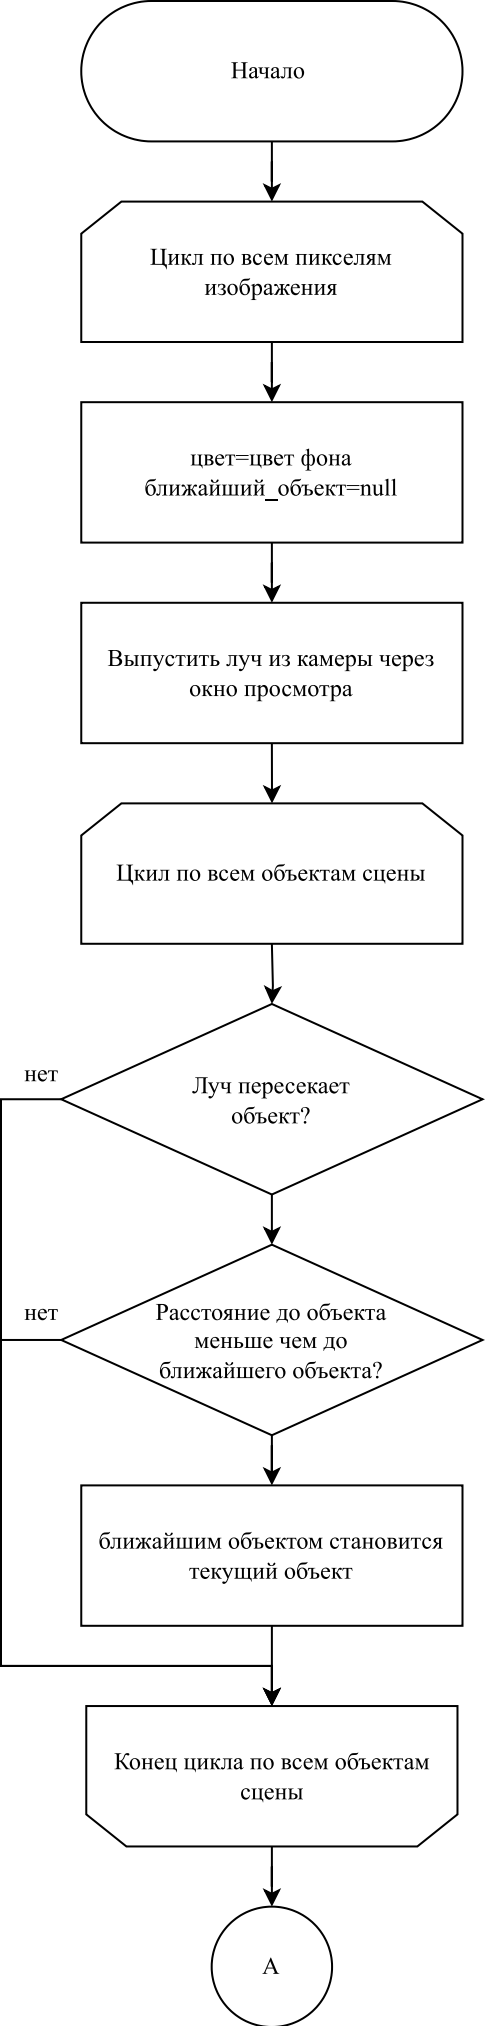 Начало
Цикл по всем пикселям
изображения
цвет=цвет фона
ближайший_объект=null
Выпустить луч из камеры через
окно просмотра
Цкил по всем объектам сцены
нет
Луч пересекает
объект?
нет
Расстояние до объекта
меньше чем до
ближайшего объекта?
ближайшим объектом становится
текущий объект
Конец цикла по всем объектам
сцены
А